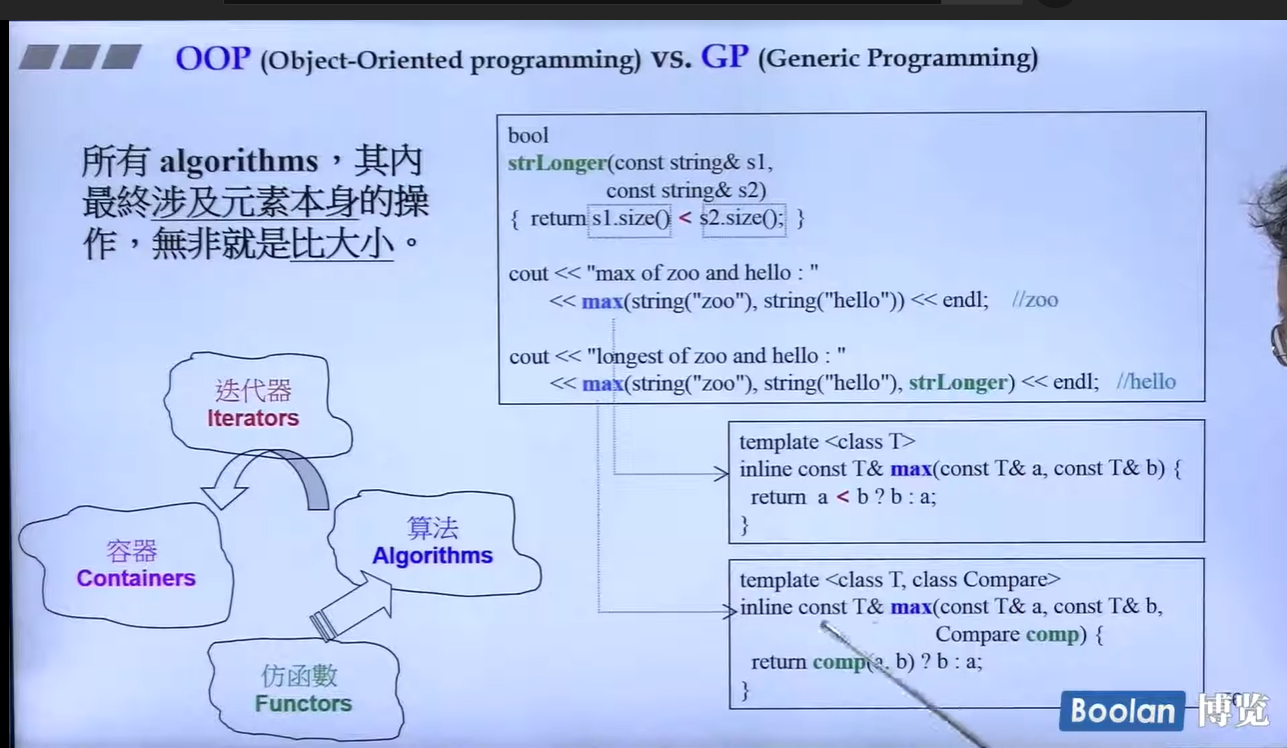 OOP (Object-Oriented programming) vs. GP (Generic Programming)
所有 algorithms，其內
最終涉及元素本身的操
作，無非就是比大小。
bool
strLonger(const string& s1,
const string& s2)
{ return s1.size() < s2.size(); }
cout << "max of zoo and hello : "
<< max(string("zoo"), string("hello")) << endl; //zoo
cout << "longest of zoo and hello : "
<< max(string("zoo"), string("hello"), strLonger) << endl; //hello
template <class T>
inline const T& max(const T& a, const T& b) {
return a < b ? b : a;
}
template <class T, class Compare>
inline const T& max(const T& a, const T& b,
Compare comp) {
return comp(a, b) ? b : a;
}
迭代器
Iterators
容器
Containers
算法
Algorithms
仿函數
Functors
Boolan 博览